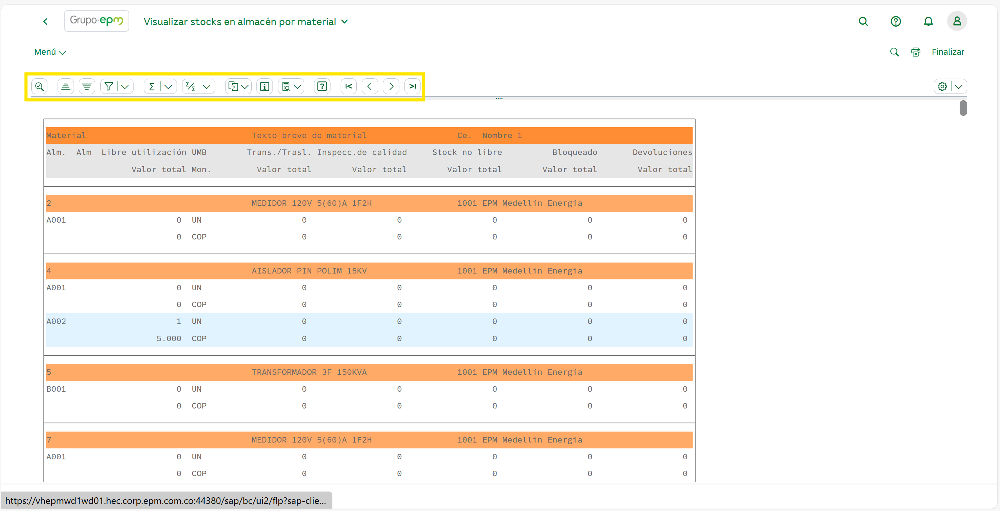 Grupo·epm Visualizar stocks en almacén por material
Menú Finalizar
Material Texto breve de material Ce. Nombre 1
Alm. Alm Libre utilización UMB Trans./Trasl. Inspecc.de calidad Stock no libre Bloqueado Devoluciones
Valor total Mon. Valor total Valor total Valor total Valor total Valor total
2 MEDIDOR 120V 5(60)A 1F2H 1001 EPM Medellín Energía
A001 0 UN 0 0 0 0 0
0 COP 0 0 0 0 0
4 AISLADOR PIN POLIM 15KV 1001 EPM Medellín Energía
A001 0 UN 0 0 0 0 0
0 COP 0 0 0 0 0
A002 1 UN 0 0 0 0 0
5.000 COP 0 0 0 0 0
5 TRANSFORMADOR 3F 150KVA 1001 EPM Medellín Energía
B001 0 UN 0 0 0 0 0
0 COP 0 0 0 0 0
7 MEDIDOR 120V 5(60)A 1F2H 1001 EPM Medellín Energía
A001 0 UN 0 0 0 0 0
0 COP 0 0 0 0 0
https://vhepmwd1wd01.hec.corp.epm.com.co:44380/sap/bc/ui2/flp?sap-clie...